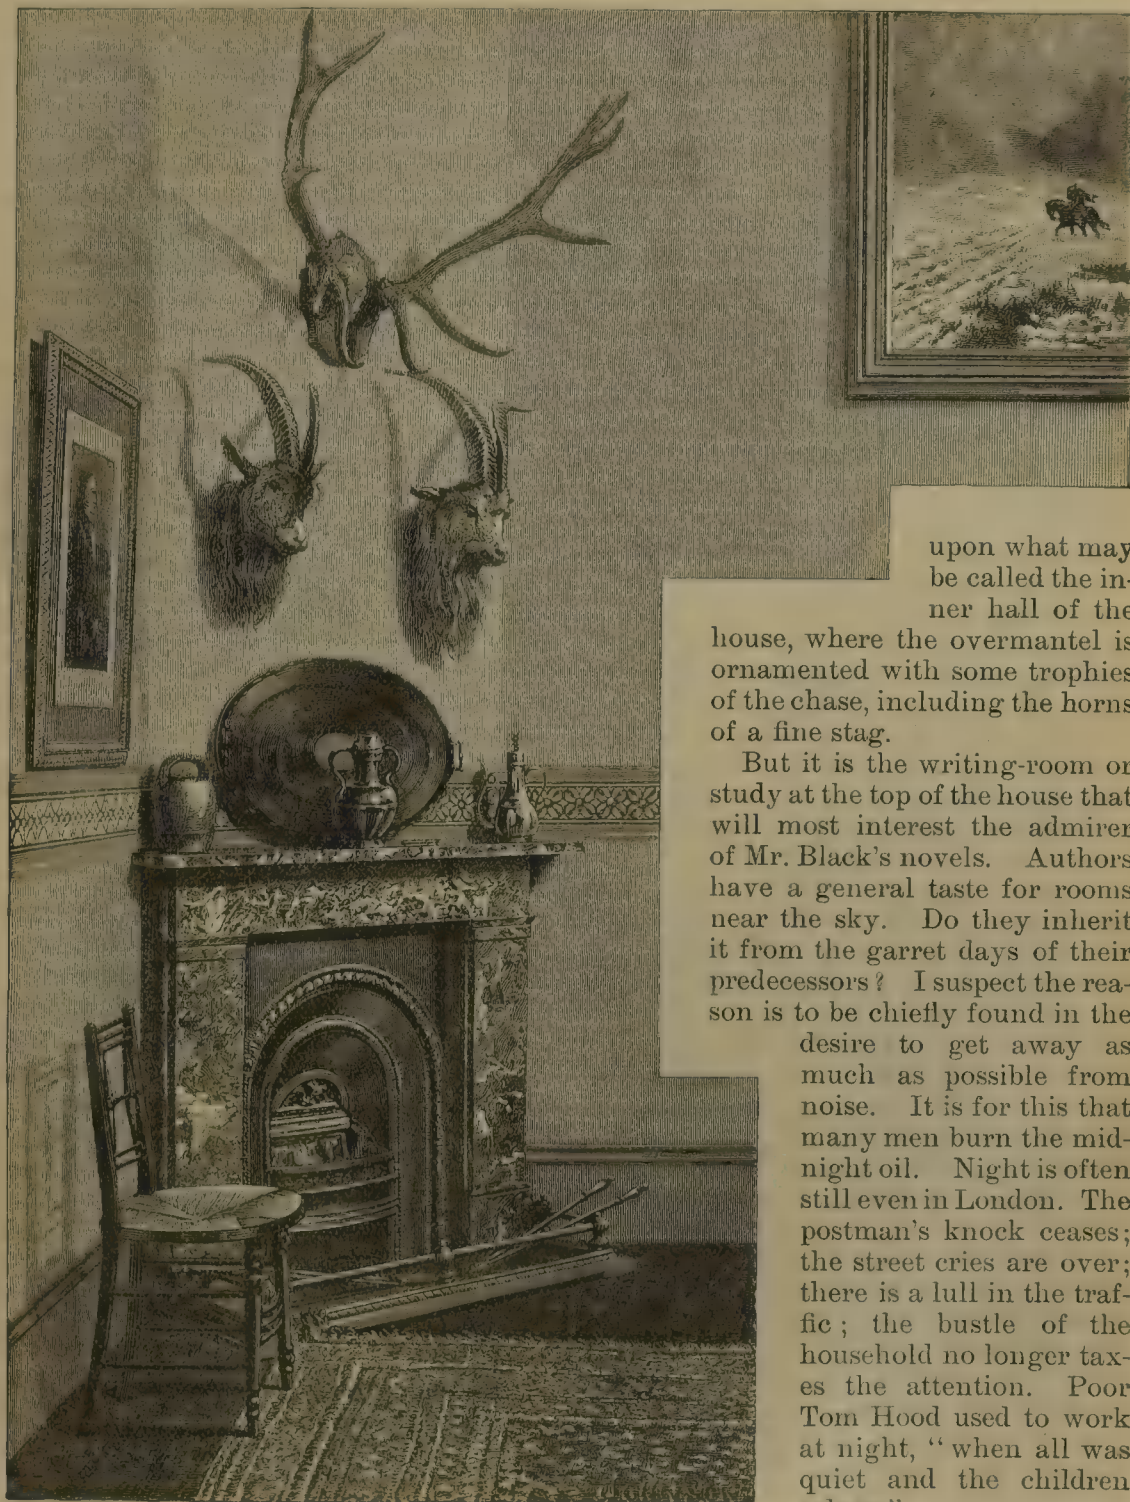 upon what may
be called the in-
ner hall of the
house, where the overmantel is
ornamented with some trophies
of the chase, including the horns
of a fine stag.
But it is the writing-room or
study at the top of the house that
will most interest the admirer
of Mr. Black's novels. Authors
have a general taste for rooms
near the sky. Do they inherit
it from the garret days of their
predecessors? I suspect the rea-
son is to be chiefly found in the
desire to get away as
much as possible from
noise. It is for this that
many men burn the mid-
night oil. Night is often
still even in London. The
postman's knock ceases;
the street cries are over;
there is a lull in the traf-
fic; the bustle of the
household no longer tax-
es the attention. Poor
Tom Hood used to work
at night, “when all was
quiet and the children